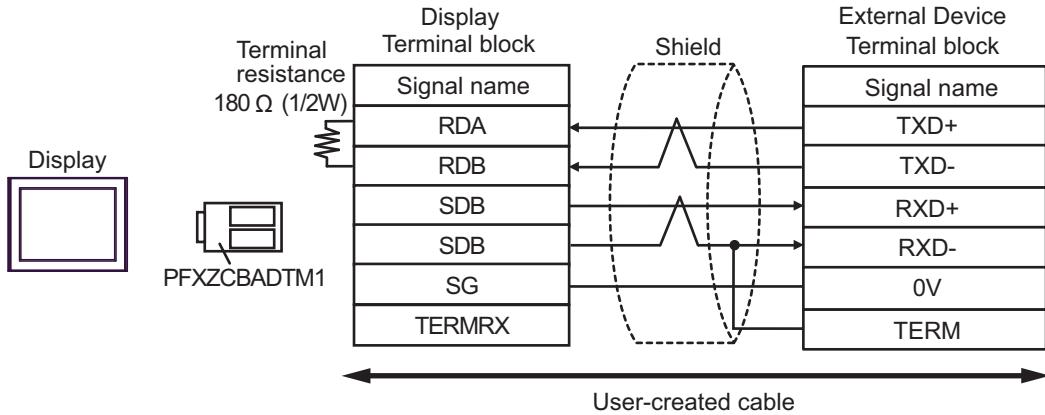 Display
Terminal block
External Device
Terminal block
Shield
Terminal
resistance
180 Ω (1/2W)
Signal name
Signal name
RDA
TXD+
RDB
TXD-
SDB
RXD+
SDB
RXD-
SG
0V
TERMRX
TERM
Display
PFXZCBADTM1
User-created cable